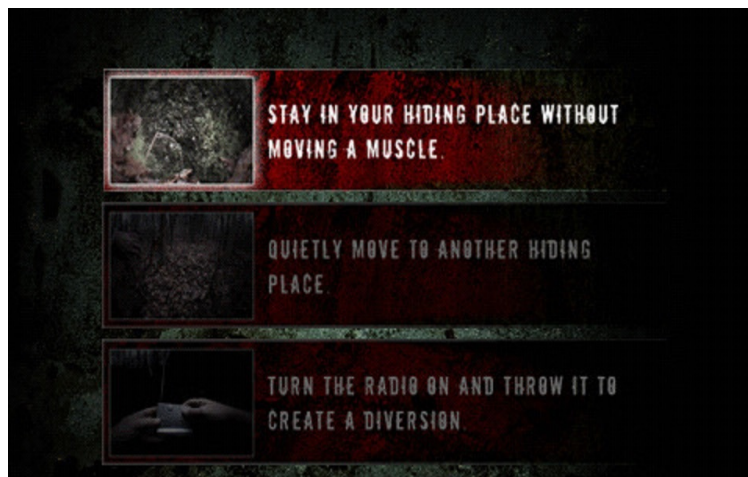 STAY IN YOUR HIDING PLACE WITHOUT
MOVING A MUSCLE.
QUIETLY MOVE TO ANOTHER HIDING
PLACE.
TURN THE RADIO ON AND THROW IT TO
CREATE A DIVERSION.